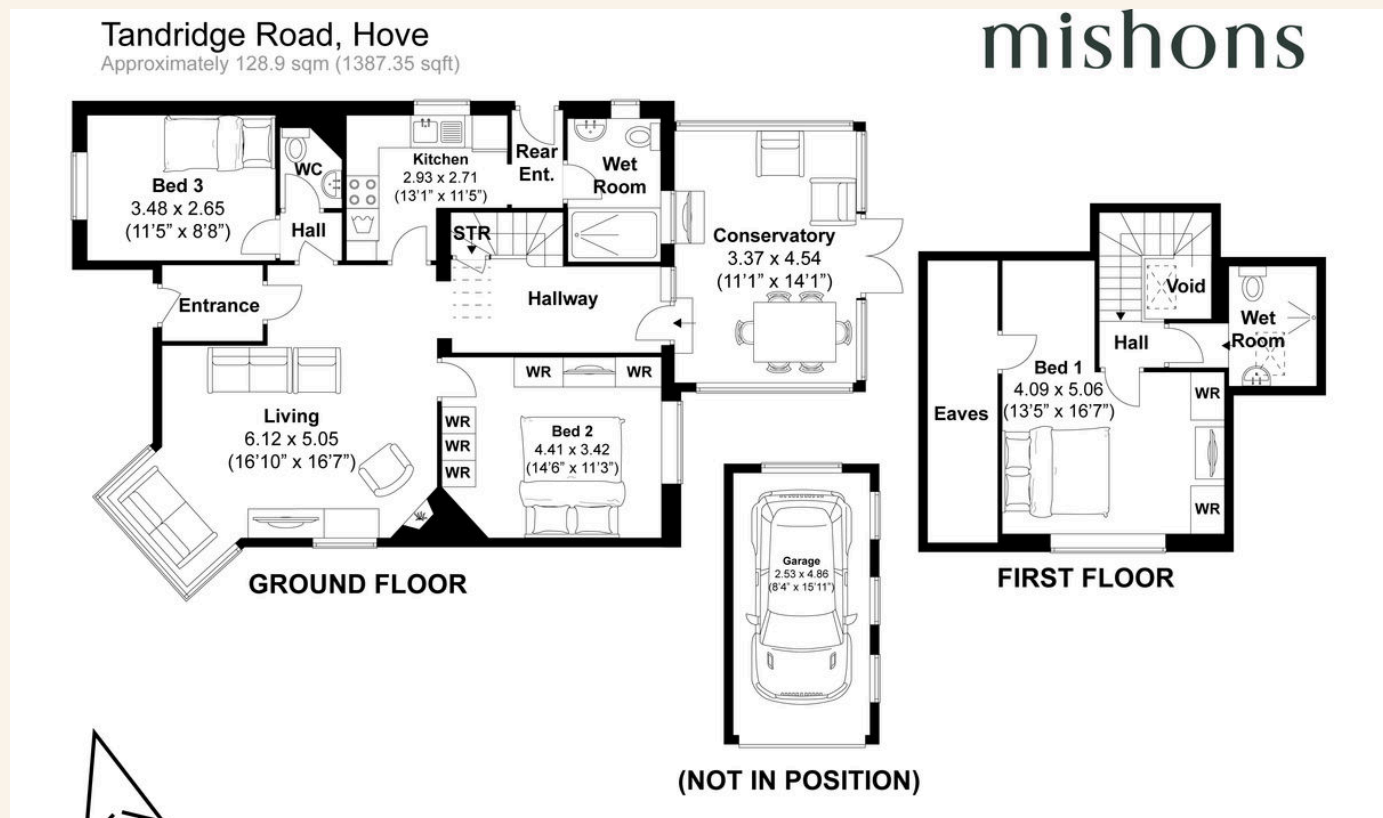 Tandridge Road, Hove
Approximately 128.9 sqm (1387.35 sqft)
mishons
Bed 3
3.48 x 2.65
(11'5" x 8'8")
WC
Hall
Kitchen
2.93 x 2.71
(13'1" x 11'5")
Rear
Ent.
Wet
Room
STR
Entrance
Hallway
Conservatory
3.37 x 4.54
(11'1" x 14'1")
Living
6.12 x 5.05
(16'10" x 16'7")
WR
WR
WR
WR
WR
Bed 2
4.41 x 3.42
(14'6" x 11'3")
GROUND FLOOR
Garage
2.53 x 4.86
(8'4" x 15'11")
(NOT IN POSITION)
Void
Wet
Room
Hall
Bed 1
4.09 x 5.06
(13'5" x 16'7")
Eaves
WR
WR
FIRST FLOOR